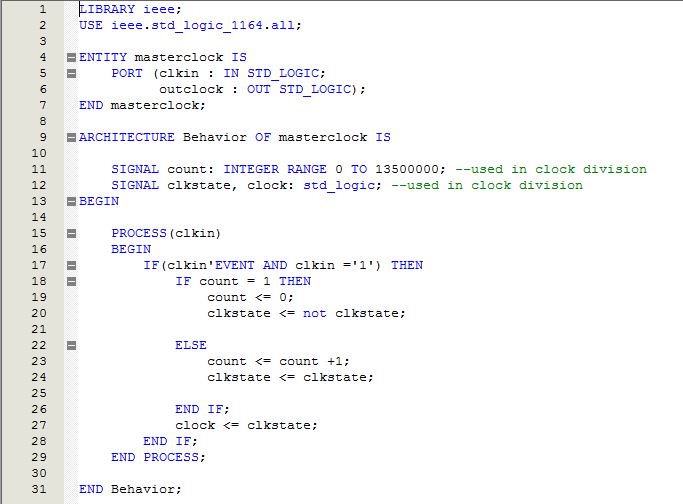 1 LIBRARY ieee;
2 USE ieee.std_logic_1164.all;
3
4 ENTITY masterclock IS
5 PORT (clkin : IN STD_LOGIC;
6 outclock : OUT STD_LOGIC);
7 END masterclock;
8
9 ARCHITECTURE Behavior OF masterclock IS
10
11 SIGNAL count: INTEGER RANGE 0 TO 13500000; --used in clock division
12 SIGNAL clkstate, clock: std_logic; --used in clock division
13 BEGIN
14
15 PROCESS(clkin)
16 BEGIN
17 IF(clkin'EVENT AND clkin ='1') THEN
18 IF count = 1 THEN
19 count <= 0;
20 clkstate <= not clkstate;
21
22 ELSE
23 count <= count +1;
24 clkstate <= clkstate;
25
26 END IF;
27 clock <= clkstate;
28 END IF;
29 END PROCESS;
30
31 END Behavior;